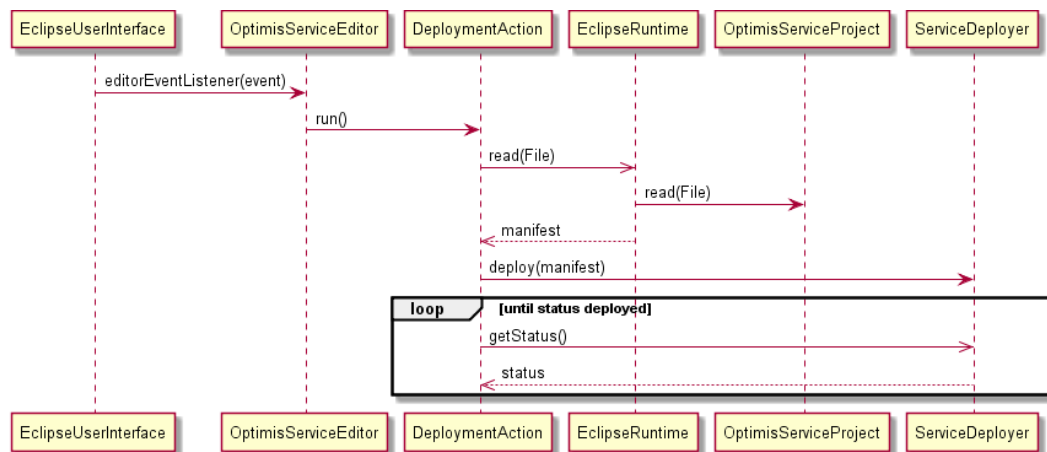 EclipseUserInterface OptimisServiceEditor DeploymentAction EclipseRuntime OptimisServiceProject ServiceDeployer
editorEventListener(event)
run()
read(File)
read(File)
manifest
deploy(manifest)
loop [until status deployed]
getStatus()
status
EclipseUserInterface OptimisServiceEditor DeploymentAction EclipseRuntime OptimisServiceProject ServiceDeployer